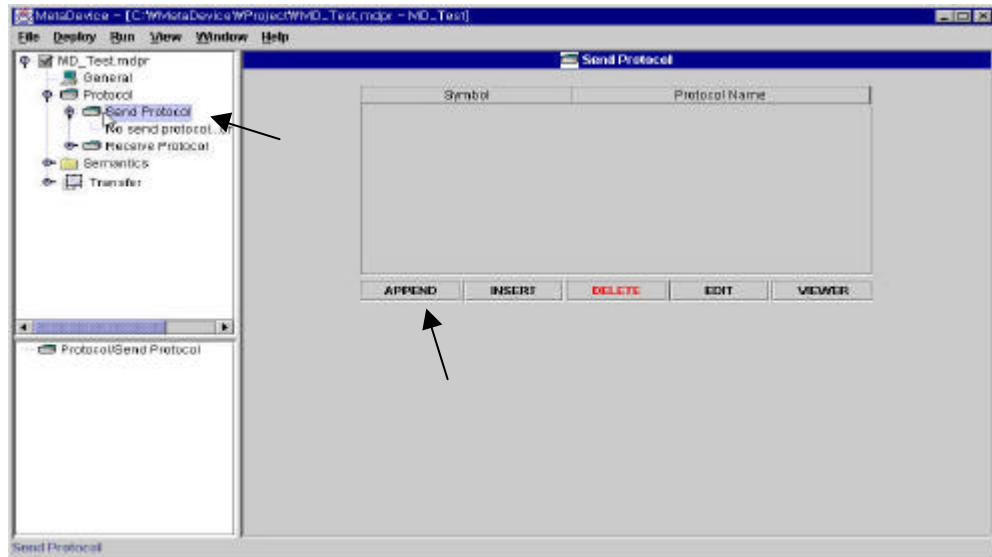 MetaDevice - [C:₩MetaDevice₩Project₩MD_Test.mdpr - MD_Test]
File Deploy Run View Window Help
MD_Test.mdpr
General
Protocol
Send Protocol
No send protocol...
Receive Protocol
Semantics
Transfer
Send Protocol
Symbol Protocol Name
APPEND INSERT DELETE EDIT VIEWER
Protocol/Send Protocol
Send Protocol